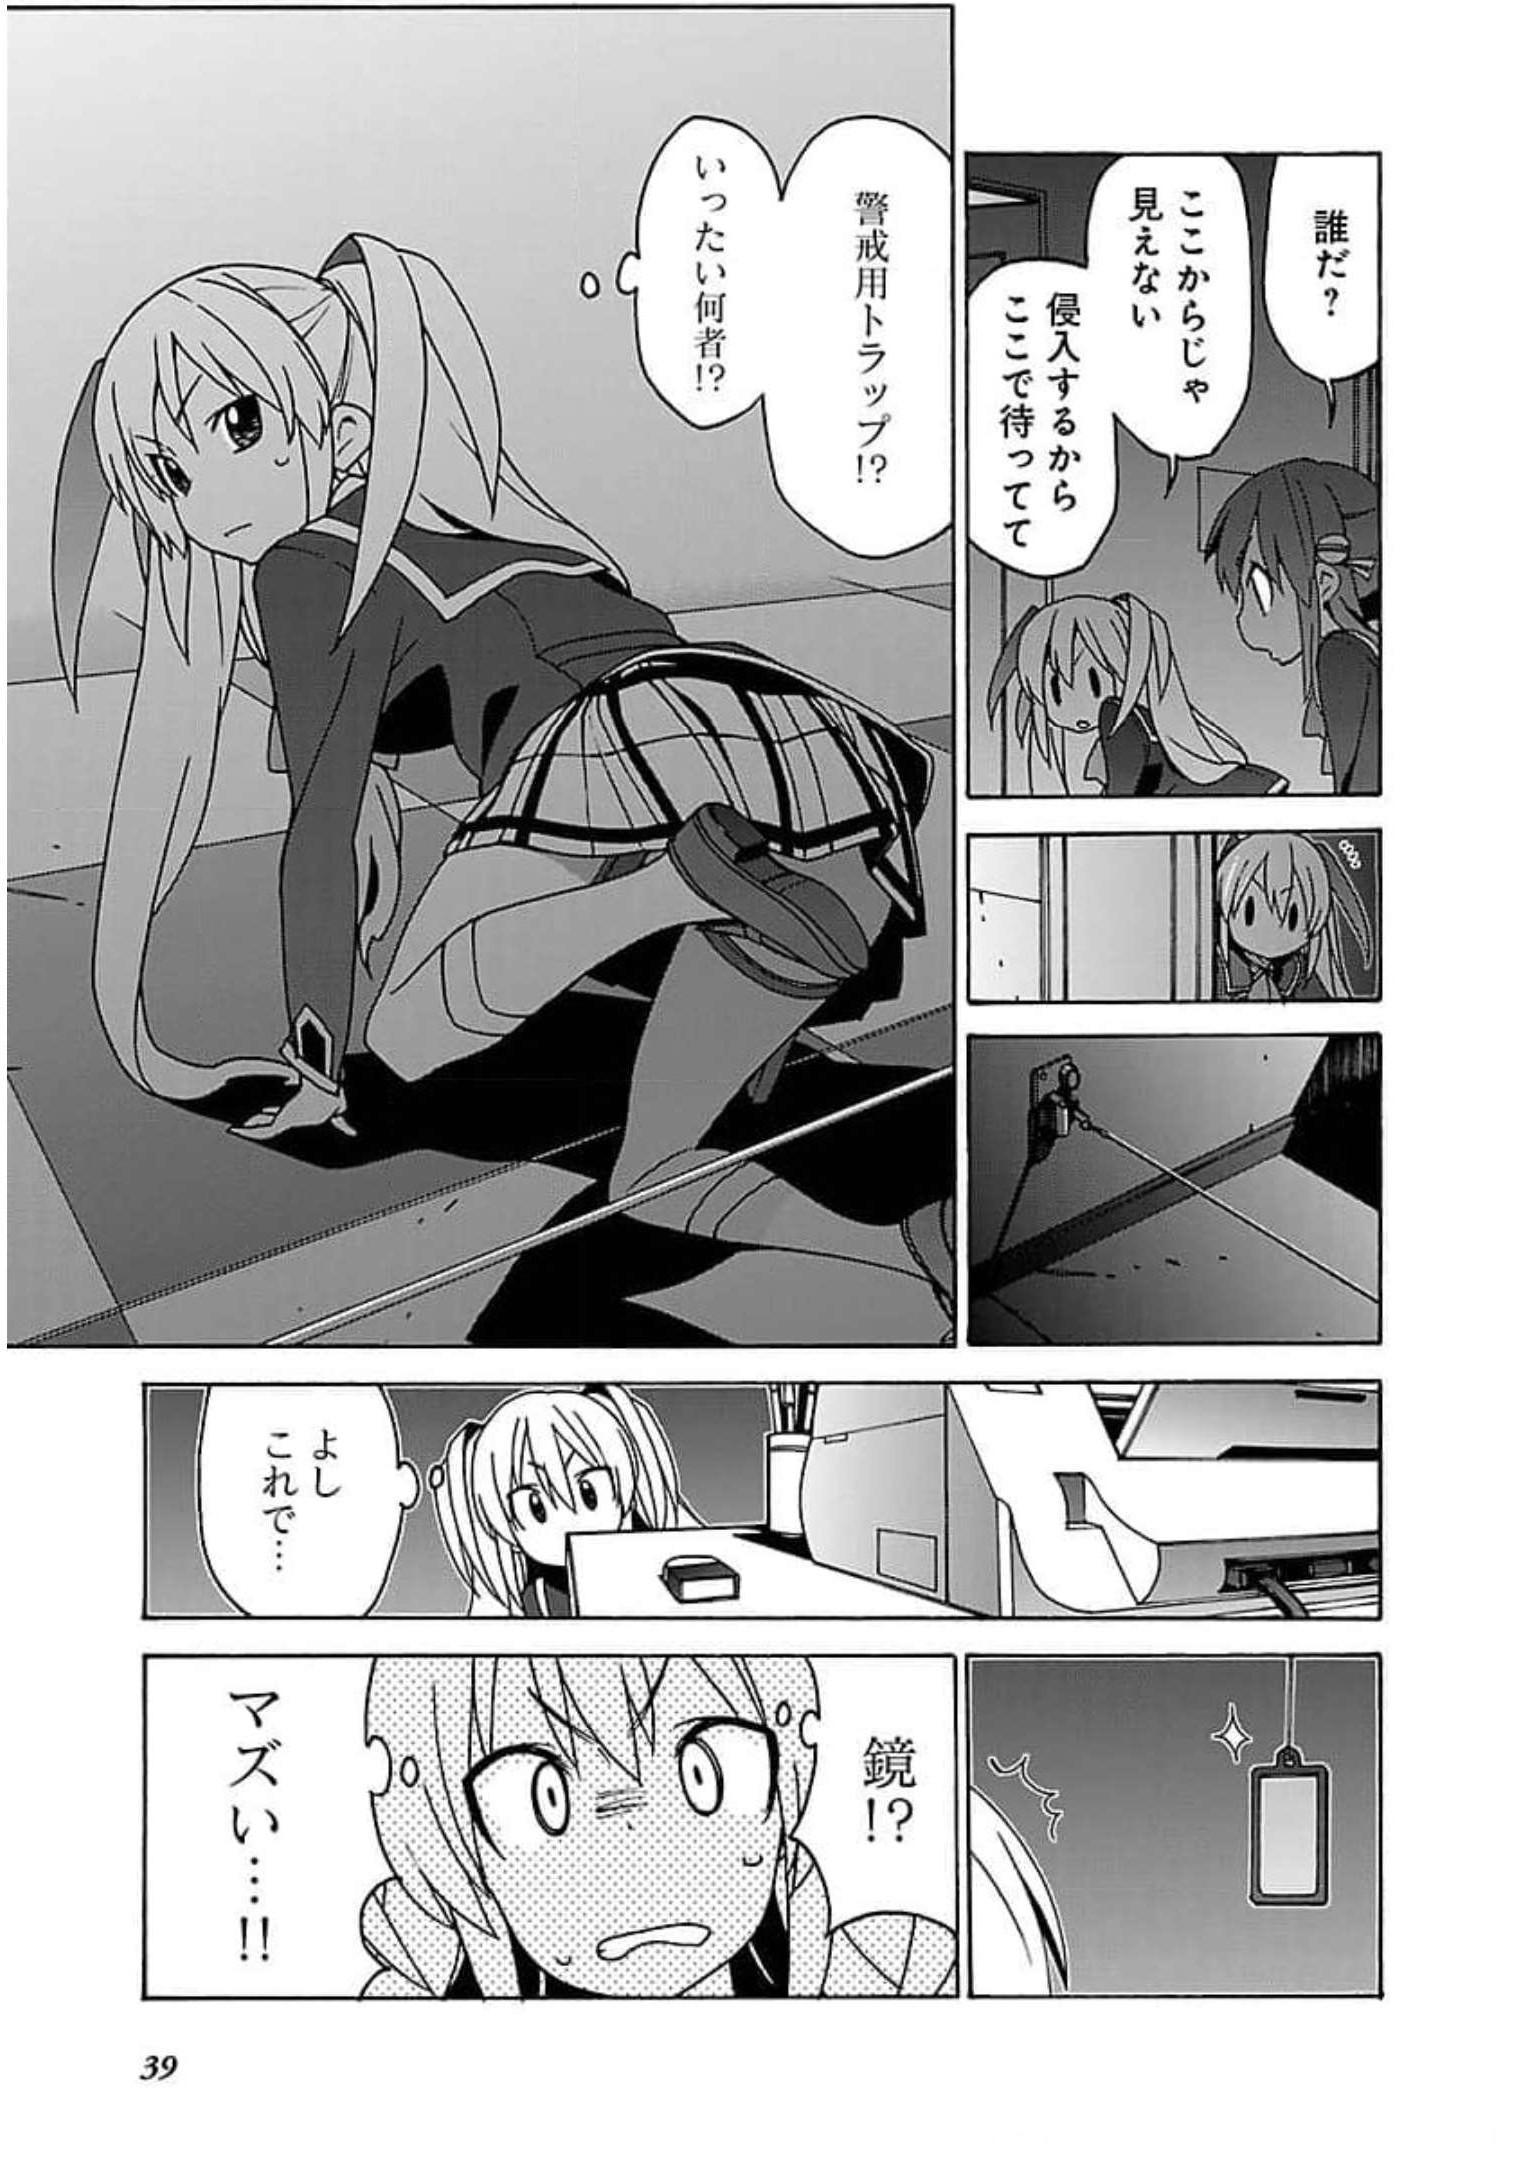 誰だ？
ここからじゃ
見えない
侵入するから
ここで待ってて
警戒用トラップ!?
いったい何者!?
よし
これで…
鏡!?
マズい…!!
39